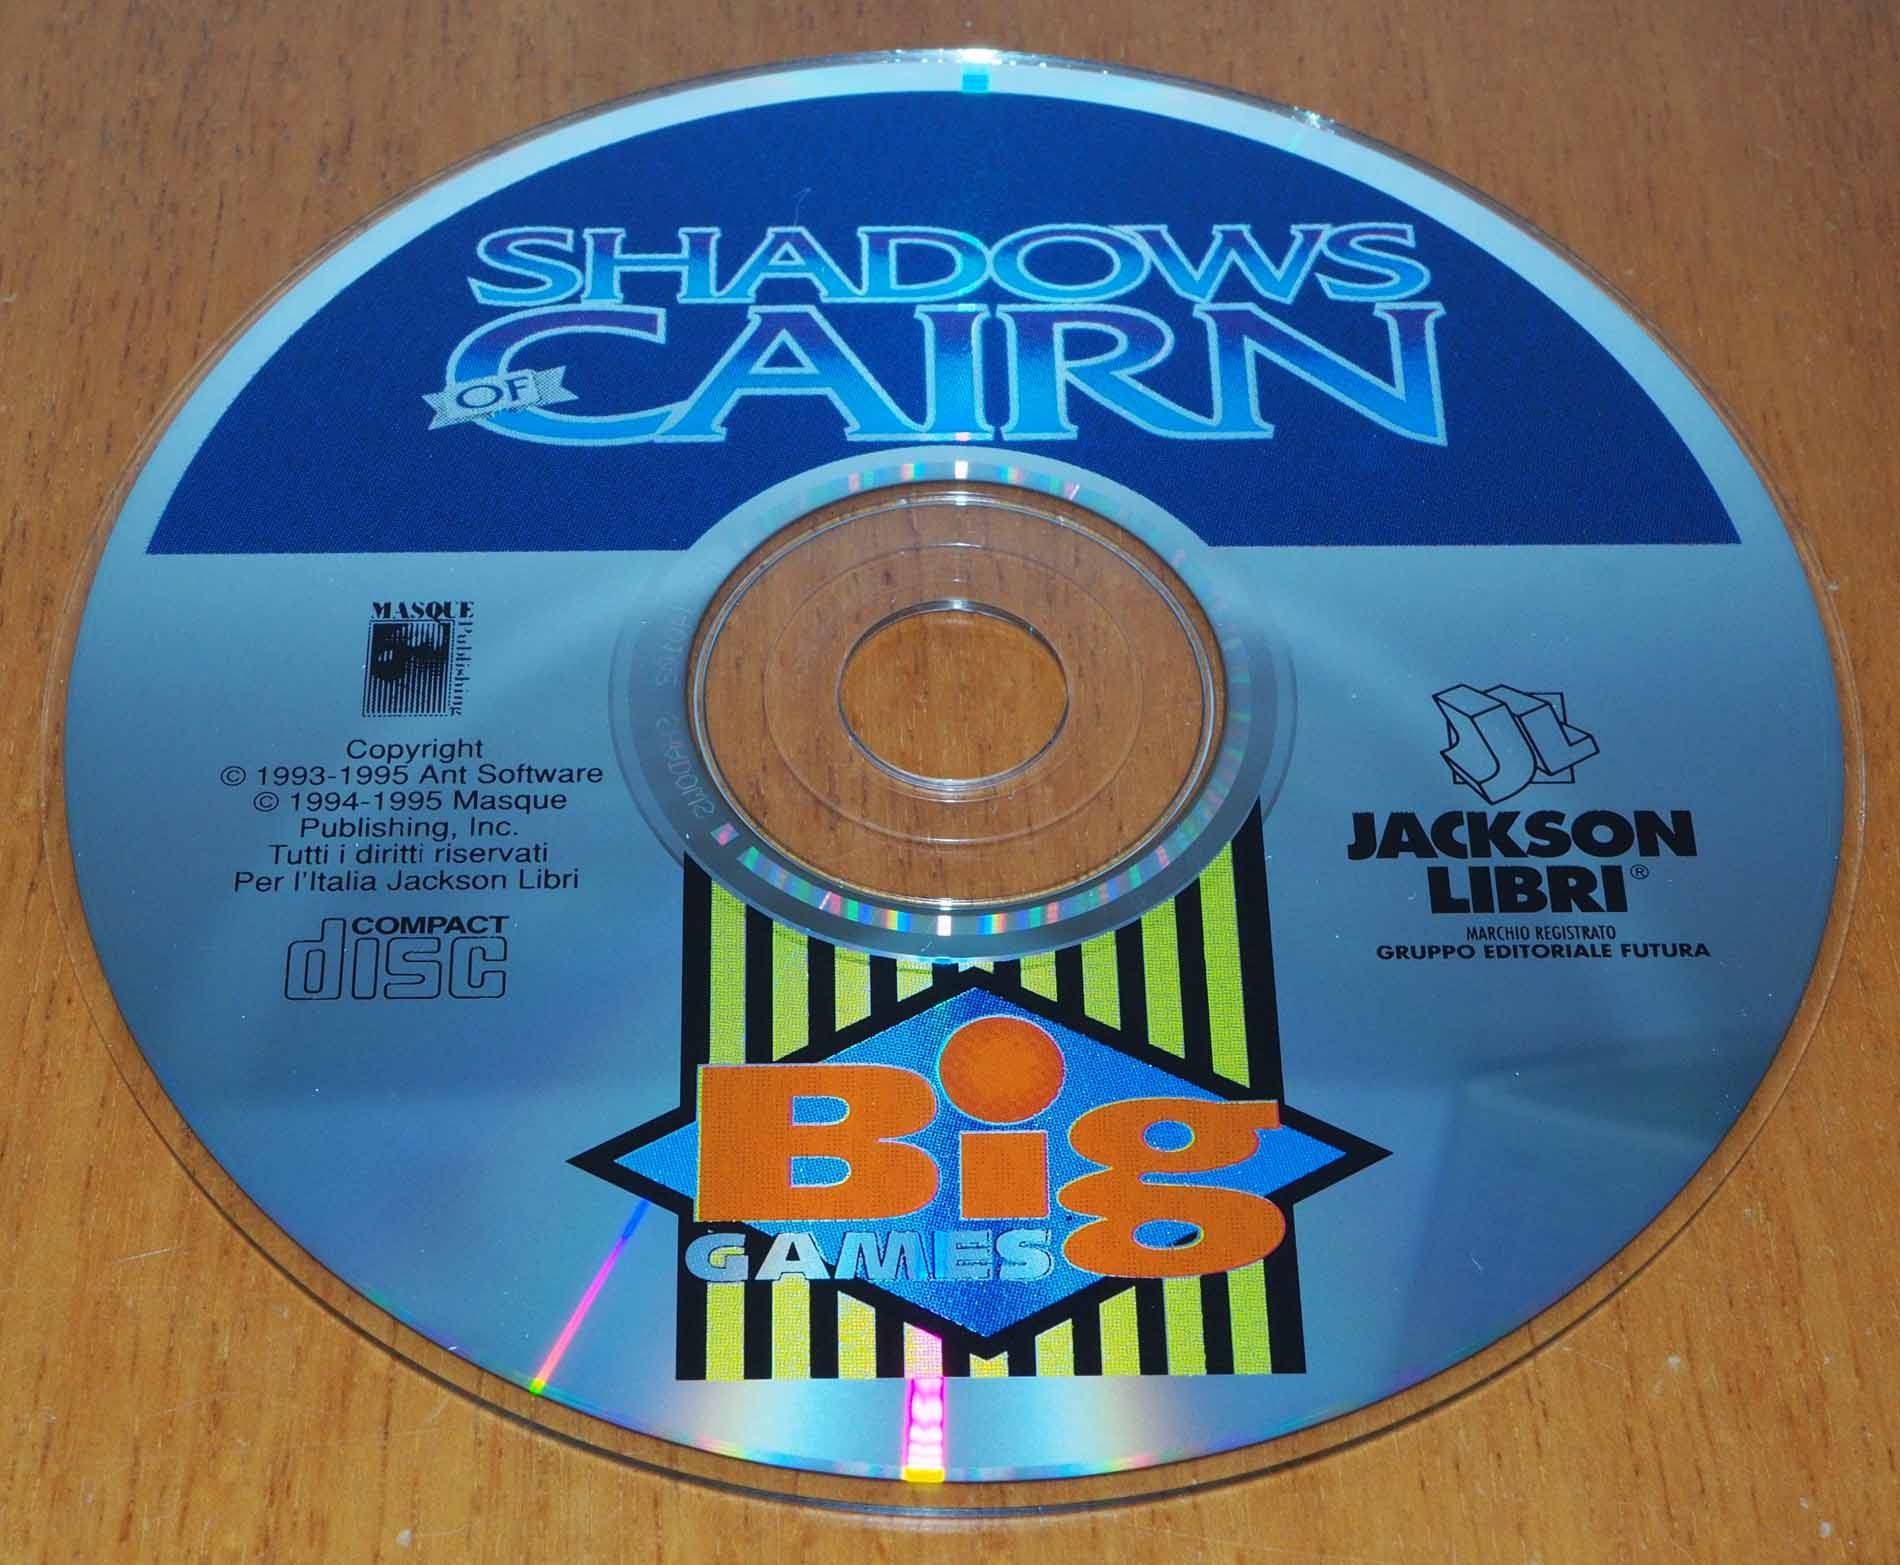 SHADOWS
OF CAIRN
MASQUE
Publishing
Copyright
© 1993-1995 Ant Software
© 1994-1995 Masque
Publishing, Inc.
Tutti i diritti riservati
Per l'Italia Jackson Libri
COMPACT
disc
JL
JACKSON
LIBRI®
MARCHIO REGISTRATO
GRUPPO EDITORIALE FUTURA
Big
GAMES